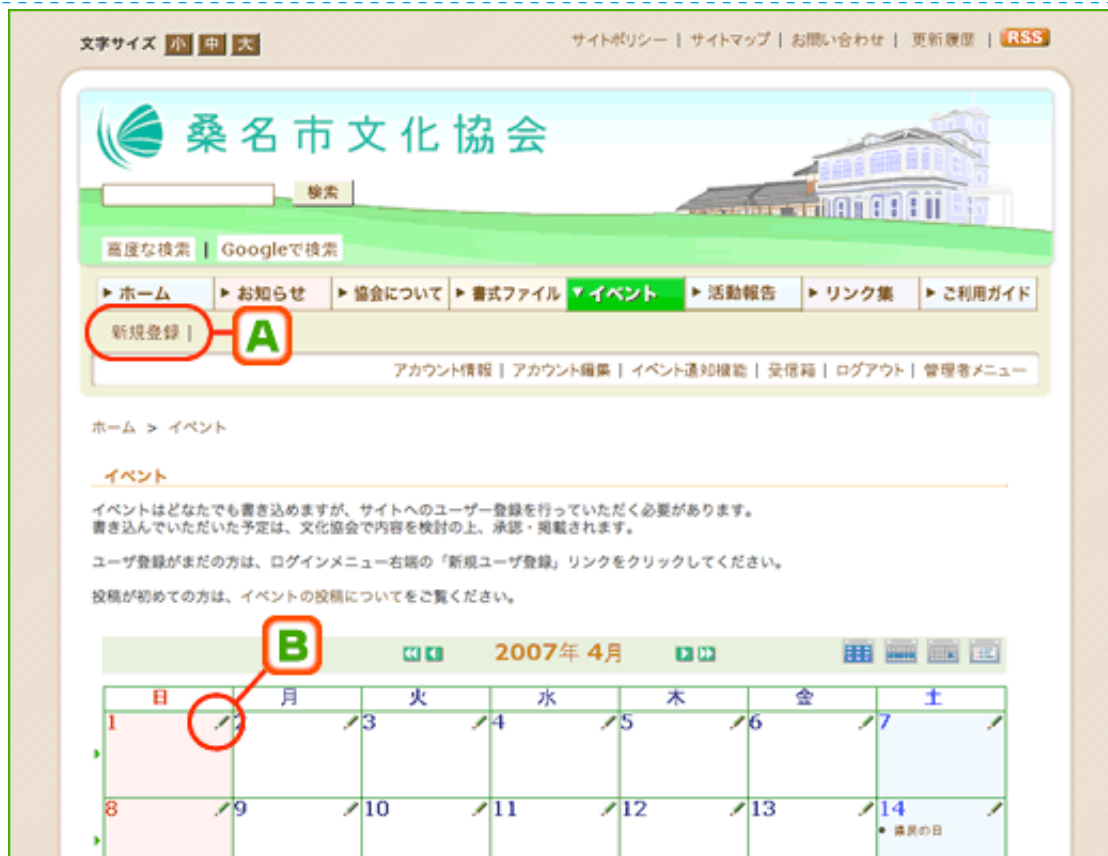 文字サイズ 小 中 大
サイトポリシー | サイトマップ | お問い合わせ | 更新履歴 | RSS
桑名市文化協会
検索
高度な検索 | Googleで検索
ホーム お知らせ 協会について 書式ファイル イベント 活動報告 リンク集 ご利用ガイド
新規登録 |
A
アカウント情報 | アカウント編集 | イベント通知機能 | 受信箱 | ログアウト | 管理者メニュー
ホーム > イベント
イベント
イベントはどなたでも書き込めますが、サイトへのユーザー登録を行っていただく必要があります。
書き込んでいただいた予定は、文化協会で内容を検討の上、承認・掲載されます。
ユーザ登録がまだの方は、ログインメニュー右端の「新規ユーザ登録」リンクをクリックしてください。
投稿が初めての方は、イベントの投稿についてをご覧ください。
B
2007年 4月
日 月 火 水 木 金 土
1 2 3 4 5 6 7
8 9 10 11 12 13 14
県民の日